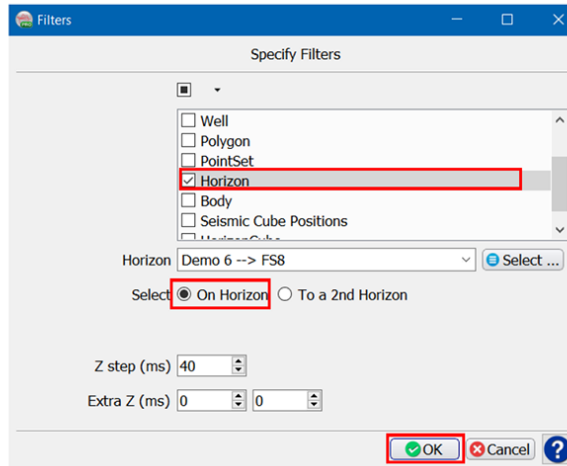 Filters
Specify Filters
Well
Polygon
PointSet
Horizon
Body
Seismic Cube Positions
HorizonCube
Horizon Demo 6 --> FS8 Select ...
Select On Horizon To a 2nd Horizon
Z step (ms) 40
Extra Z (ms) 0 0
OK Cancel ?